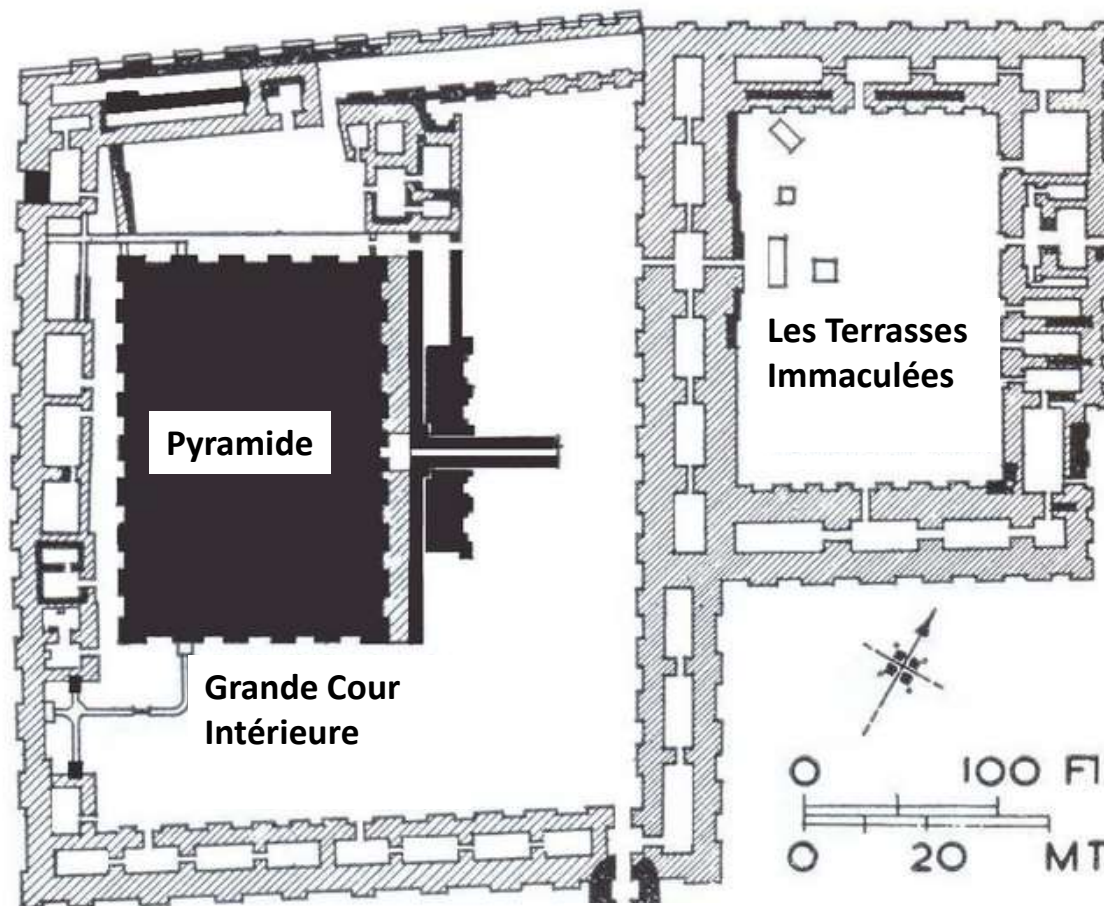 Les Terrasses
Immaculées
Pyramide
Grande Cour
Intérieure
0 100 FT
0 20 MT